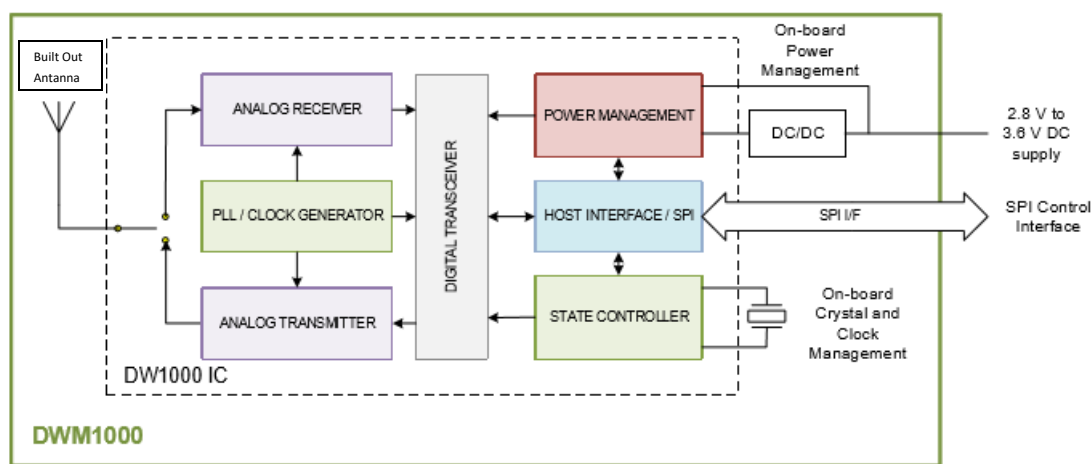 Built Out
Antanna
On-board
Power
Management
ANALOG RECEIVER
POWER MANAGEMENT
DC/DC
2.8 V to
3.6 V DC
supply
PLL / CLOCK GENERATOR
DIGITAL TRANSCEIVER
HOST INTERFACE / SPI
SPI I/F
SPI Control
Interface
ANALOG TRANSMITTER
STATE CONTROLLER
On-board
Crystal and
Clock
Management
DW1000 IC
DWM1000